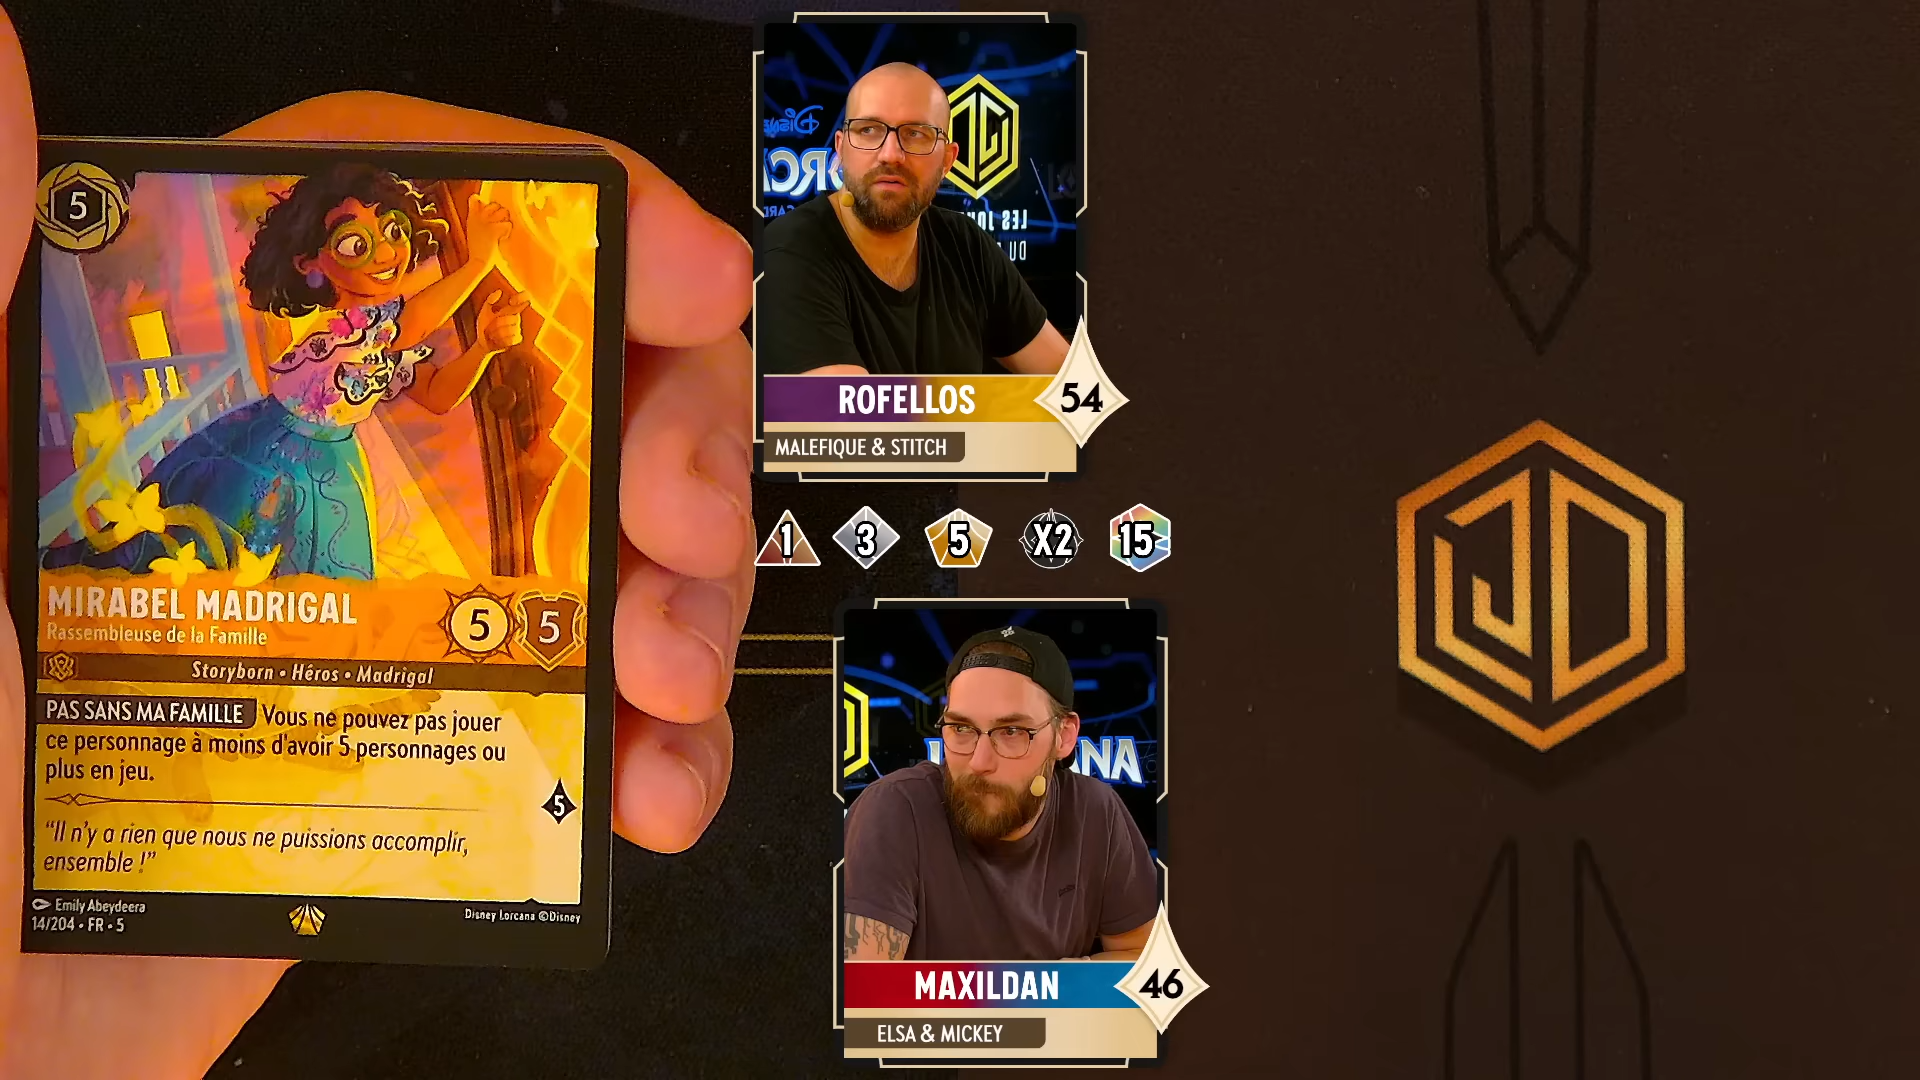 5
MIRABEL MADRIGAL
Rassembleuse de la Famille
5 5
Storyborn • Héros • Madrigal
PAS SANS MA FAMILLE Vous ne pouvez pas jouer
ce personnage à moins d'avoir 5 personnages ou
plus en jeu.
5
“Il n'y a rien que nous ne puissions accomplir,
ensemble !”
Emily Abeydeera
14/204 • FR • 5
Disney Lorcana ©Disney
ROFELLOS
54
MALEFIQUE & STITCH
1 3 5 X2 15
MAXILDAN
46
ELSA & MICKEY
JD